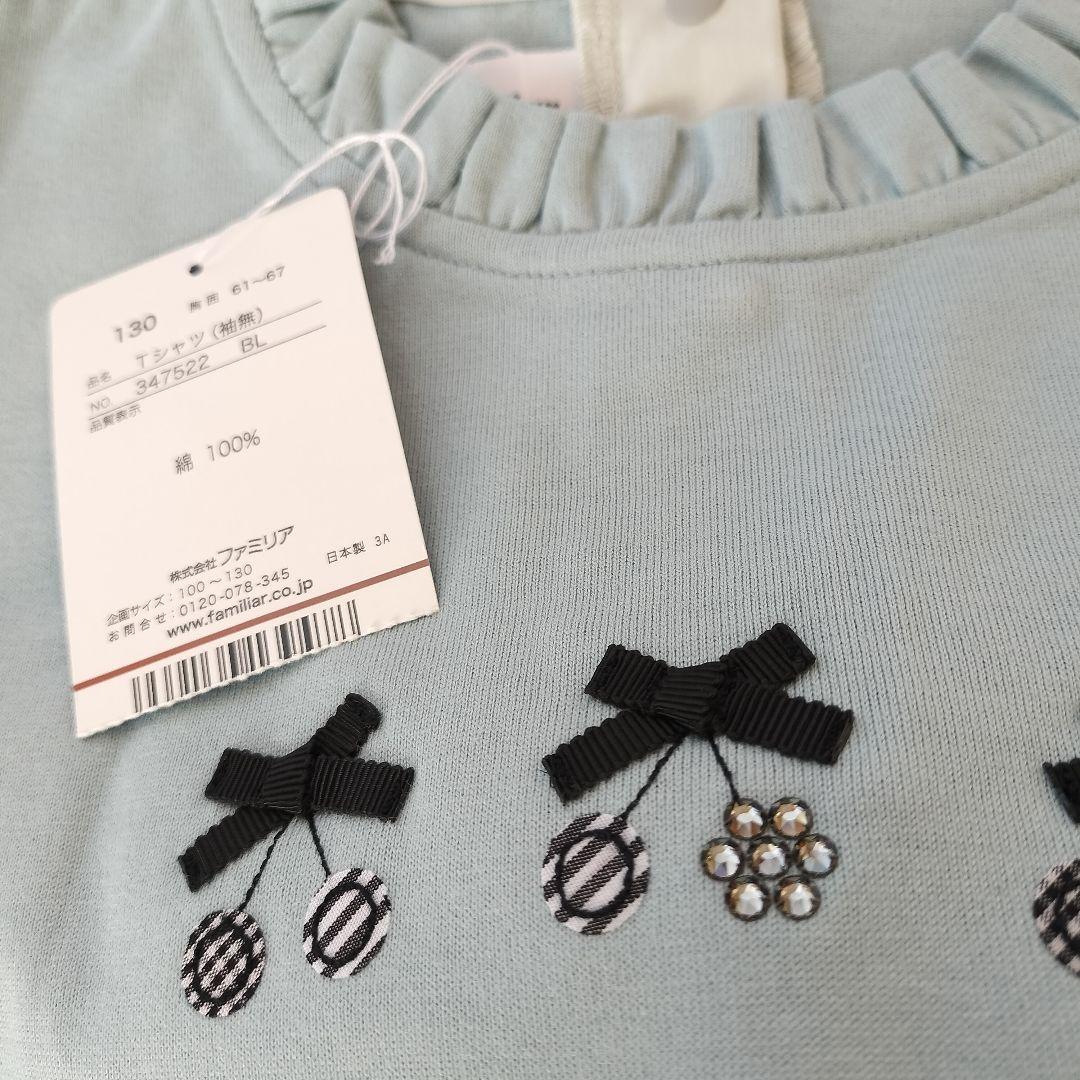 130 胸囲 61〜67
品名 Tシャツ(袖無)
NO. 347522 BL
品質表示
綿 100%
株式会社ファミリア
企画サイズ:100〜130 日本製 3A
お問合せ:0120-078-345
www.familiar.co.jp